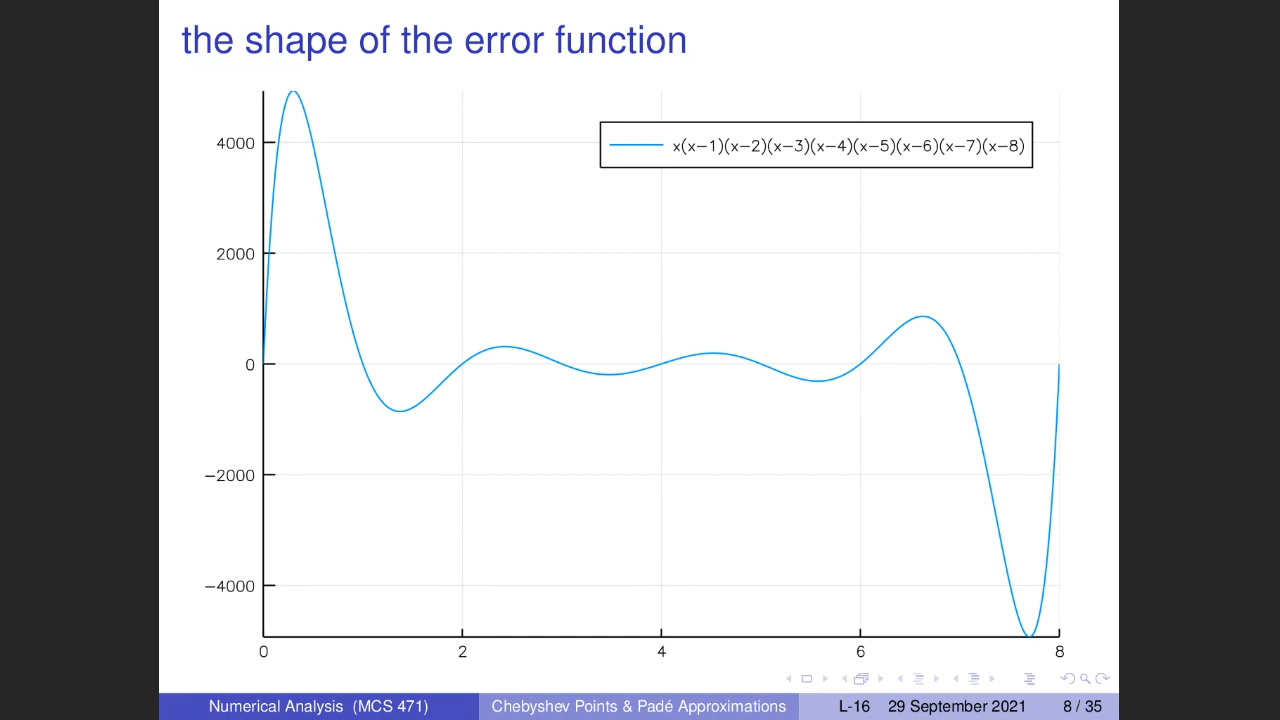 the shape of the error function
x(x−1)(x−2)(x−3)(x−4)(x−5)(x−6)(x−7)(x−8)
4000
2000
0
−2000
−4000
0 2 4 6 8
Numerical Analysis (MCS 471) Chebyshev Points & Padé Approximations L-16 29 September 2021 8 / 35